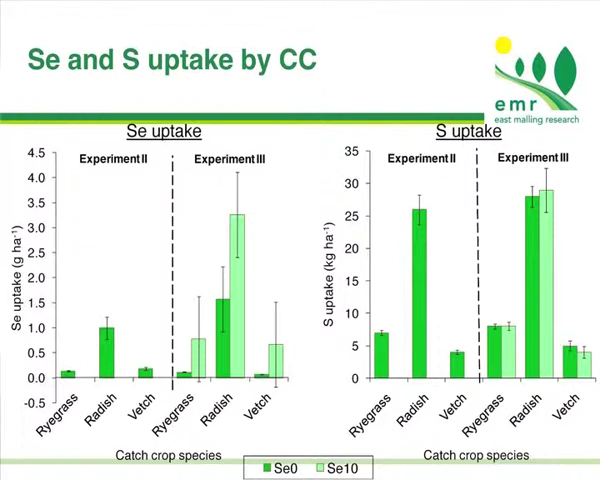 Se and S uptake by CC
emr
east malling research
Se uptake
Experiment II
Experiment III
Se uptake (g ha⁻¹)
4.5
4.0
3.5
3.0
2.5
2.0
1.5
1.0
0.5
0.0
-0.5
Ryegrass
Radish
Vetch
Ryegrass
Radish
Vetch
Catch crop species
S uptake
Experiment II
Experiment III
S uptake (kg ha⁻¹)
35
30
25
20
15
10
5
0
Ryegrass
Radish
Vetch
Ryegrass
Radish
Vetch
Catch crop species
Se0
Se10